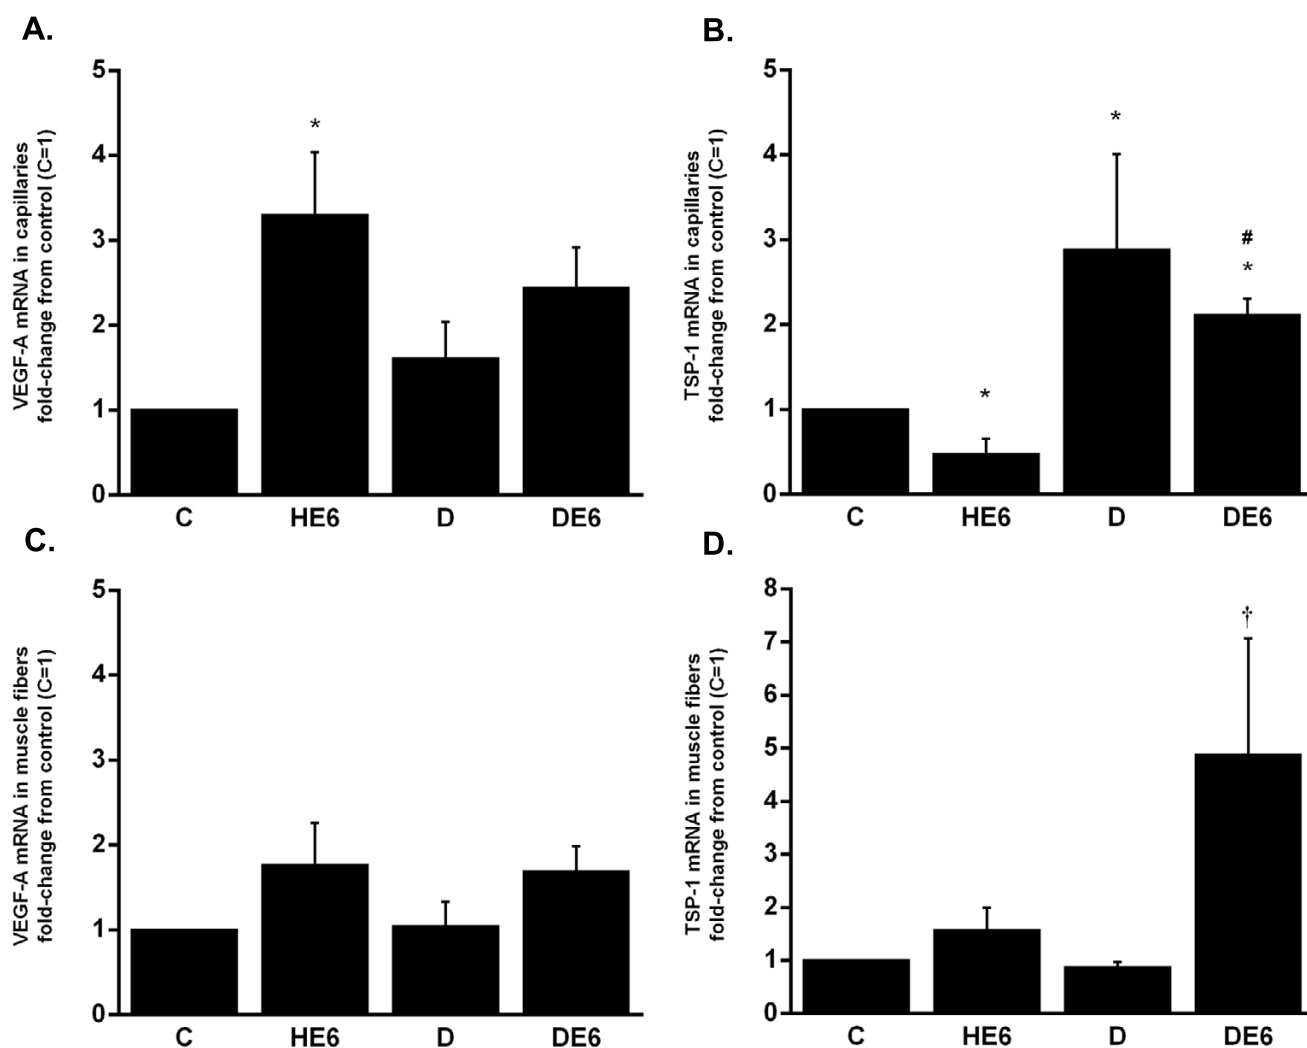 A.
VEGF-A mRNA in capillaries
fold-change from control (C=1)
5
4
3
2
1
0
*
C HE6 D DE6
B.
TSP-1 mRNA in capillaries
fold-change from control (C=1)
5
4
3
2
1
0
*
*
#
*
C HE6 D DE6
C.
VEGF-A mRNA in muscle fibers
fold-change from control (C=1)
5
4
3
2
1
0
C HE6 D DE6
D.
TSP-1 mRNA in muscle fibers
fold-change from control (C=1)
8
7
6
5
4
3
2
1
0
†
C HE6 D DE6